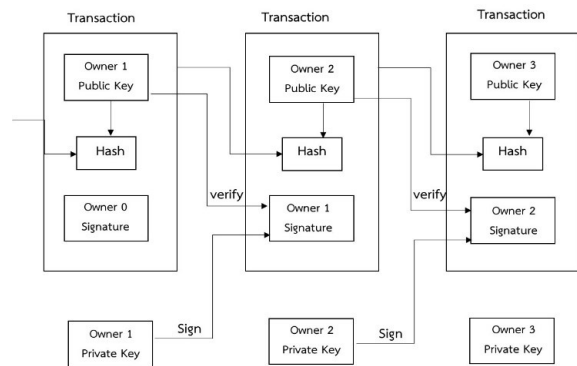 Transaction
Transaction
Transaction
Owner 1
Public Key
Owner 2
Public Key
Owner 3
Public Key
Hash
Hash
Hash
verify
verify
Owner 0
Signature
Owner 1
Signature
Owner 2
Signature
Sign
Sign
Owner 1
Private Key
Owner 2
Private Key
Owner 3
Private Key